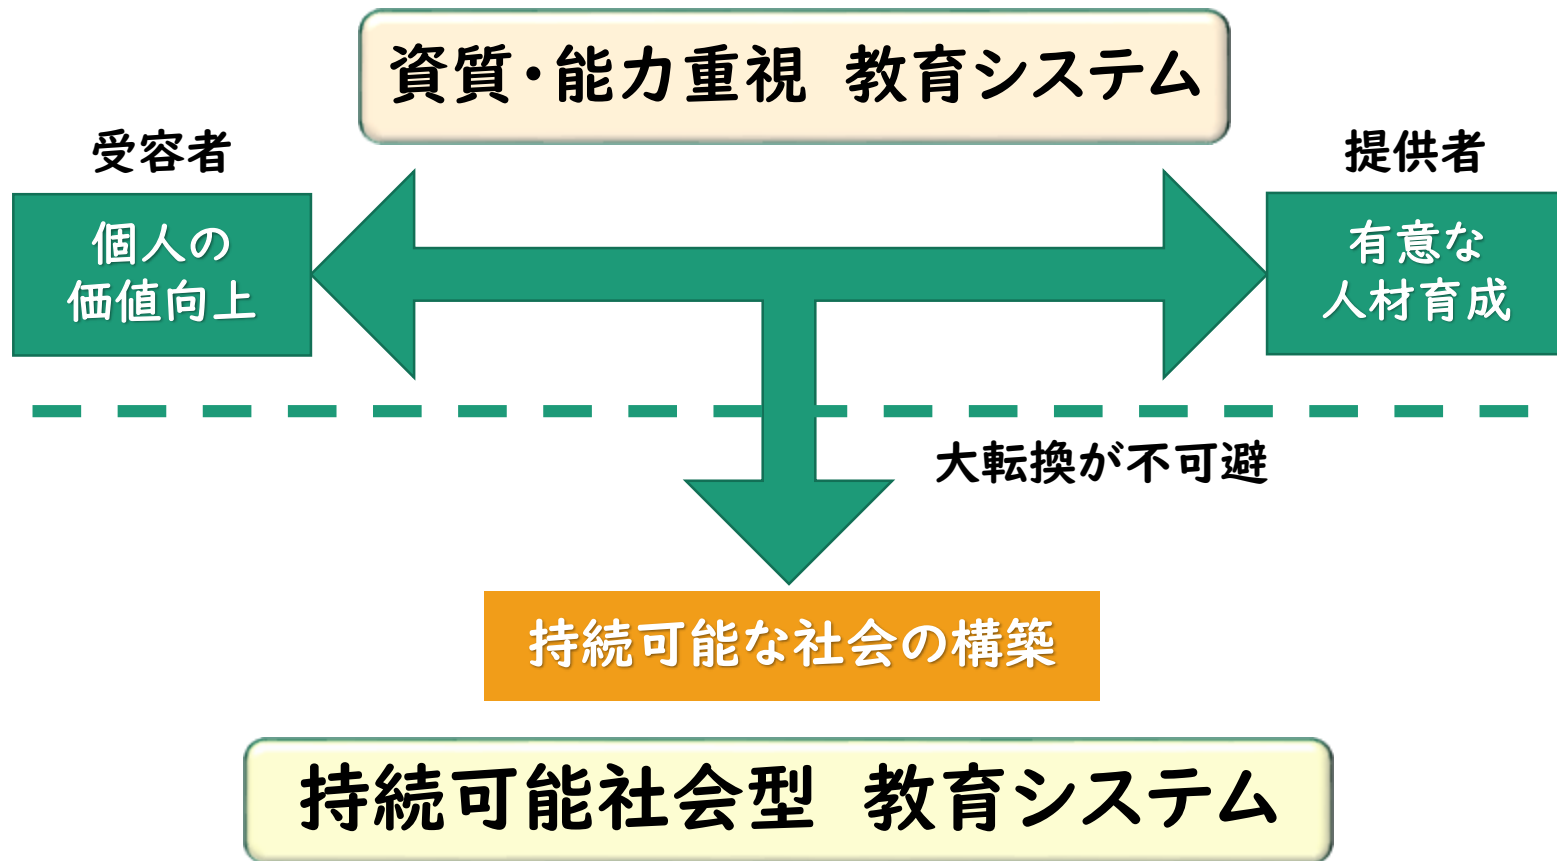 資質・能力重視 教育システム
受容者
提供者
個人の
価値向上
有意な
人材育成
大転換が不可避
持続可能な社会の構築
持続可能社会型 教育システム